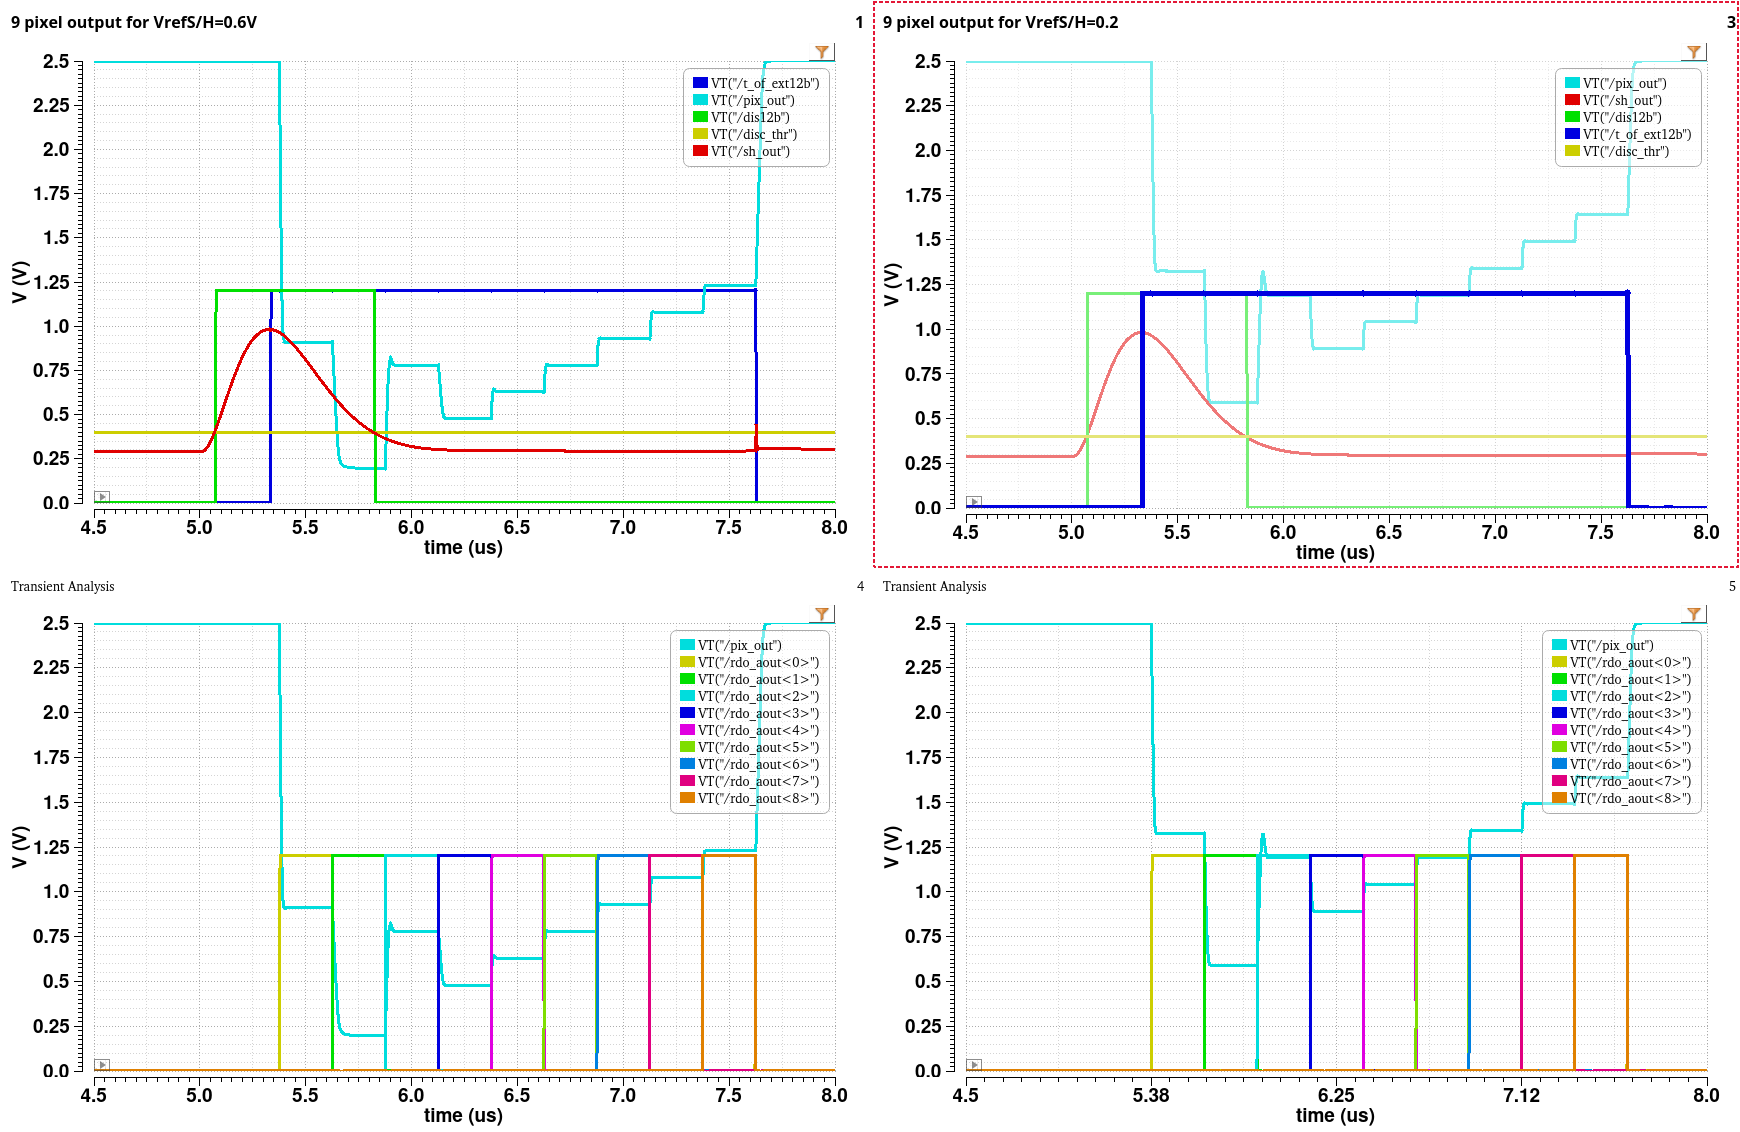 9 pixel output for VrefS/H=0.6V
1
2.5
2.25
2.0
1.75
1.5
1.25
1.0
0.75
0.5
0.25
0.0
V (V)
VT("/t_of_ext12b")
VT("/pix_out")
VT("/dis12b")
VT("/disc_thr")
VT("/sh_out")
4.5 5.0 5.5 6.0 6.5 7.0 7.5 8.0
time (us)
9 pixel output for VrefS/H=0.2
3
2.5
2.25
2.0
1.75
1.5
1.25
1.0
0.75
0.5
0.25
0.0
V (V)
VT("/pix_out")
VT("/sh_out")
VT("/dis12b")
VT("/t_of_ext12b")
VT("/disc_thr")
4.5 5.0 5.5 6.0 6.5 7.0 7.5 8.0
time (us)
Transient Analysis
4
2.5
2.25
2.0
1.75
1.5
1.25
1.0
0.75
0.5
0.25
0.0
V (V)
VT("/pix_out")
VT("/rdo_aout<0>")
VT("/rdo_aout<1>")
VT("/rdo_aout<2>")
VT("/rdo_aout<3>")
VT("/rdo_aout<4>")
VT("/rdo_aout<5>")
VT("/rdo_aout<6>")
VT("/rdo_aout<7>")
VT("/rdo_aout<8>")
4.5 5.0 5.5 6.0 6.5 7.0 7.5 8.0
time (us)
Transient Analysis
5
2.5
2.25
2.0
1.75
1.5
1.25
1.0
0.75
0.5
0.25
0.0
V (V)
VT("/pix_out")
VT("/rdo_aout<0>")
VT("/rdo_aout<1>")
VT("/rdo_aout<2>")
VT("/rdo_aout<3>")
VT("/rdo_aout<4>")
VT("/rdo_aout<5>")
VT("/rdo_aout<6>")
VT("/rdo_aout<7>")
VT("/rdo_aout<8>")
4.5 5.38 6.25 7.12 8.0
time (us)